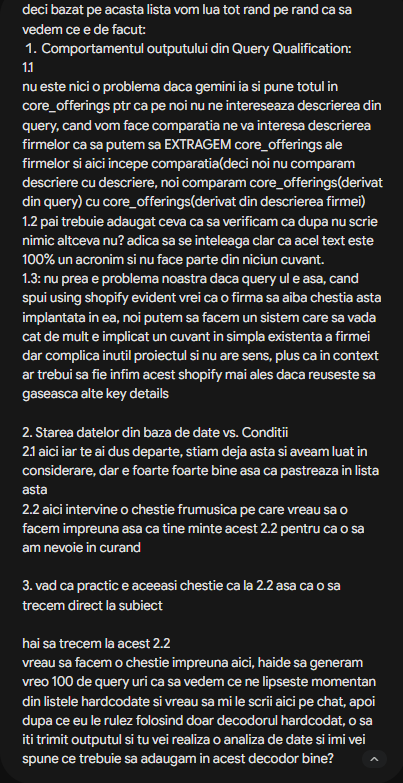 deci bazat pe acasta lista vom lua tot rand pe rand ca sa
vedem ce e de facut:
1. Comportamentul outputului din Query Qualification:
1.1
nu este nici o problema daca gemini ia si pune totul in
core_offerings ptr ca pe noi nu ne intereseaza descrierea din
query, cand vom face comparatia ne va interesa descrierea
firmelor ca sa putem sa EXTRAGEM core_offerings ale
firmelor si aici incepe comparatia(deci noi nu comparam
descriere cu descriere, noi comparam core_offerings(derivat
din query) cu core_offerings(derivat din descrierea firmei)
1.2 pai trebuie adaugat ceva ca sa verificam ca dupa nu scrie
nimic altceva nu? adica sa se inteleaga clar ca acel text este
100% un acronim si nu face parte din niciun cuvant.
1.3: nu prea e problema noastra daca query ul e asa, cand
spui using shopify evident vrei ca o firma sa aiba chestia asta
implantata in ea, noi putem sa facem un sistem care sa vada
cat de mult e implicat un cuvant in simpla existenta a firmei
dar complica inutil proiectul si nu are sens, plus ca in context
ar trebui sa fie infim acest shopify mai ales daca reuseste sa
gaseasca alte key details

2. Starea datelor din baza de date vs. Conditii
2.1 aici iar te ai dus departe, stiam deja asta si aveam luat in
considerare, dar e foarte foarte bine asa ca pastreaza in lista
asta
2.2 aici intervine o chestie frumusica pe care vreau sa o
facem impreuna asa ca tine minte acest 2.2 pentru ca o sa
am nevoie in curand

3. vad ca practic e aceeasi chestie ca la 2.2 asa ca o sa
trecem direct la subiect

hai sa trecem la acest 2.2
vreau sa facem o chestie impreuna aici, haide sa generam
vreo 100 de query uri ca sa vedem ce ne lipseste momentan
din listele hardcodate si vreau sa mi le scrii aici pe chat, apoi
dupa ce eu le rulez folosind doar decodorul hardcodat, o sa
iti trimit outputul si tu vei realiza o analiza de date si imi vei
spune ce trebuie sa adaugam in acest decodor bine?